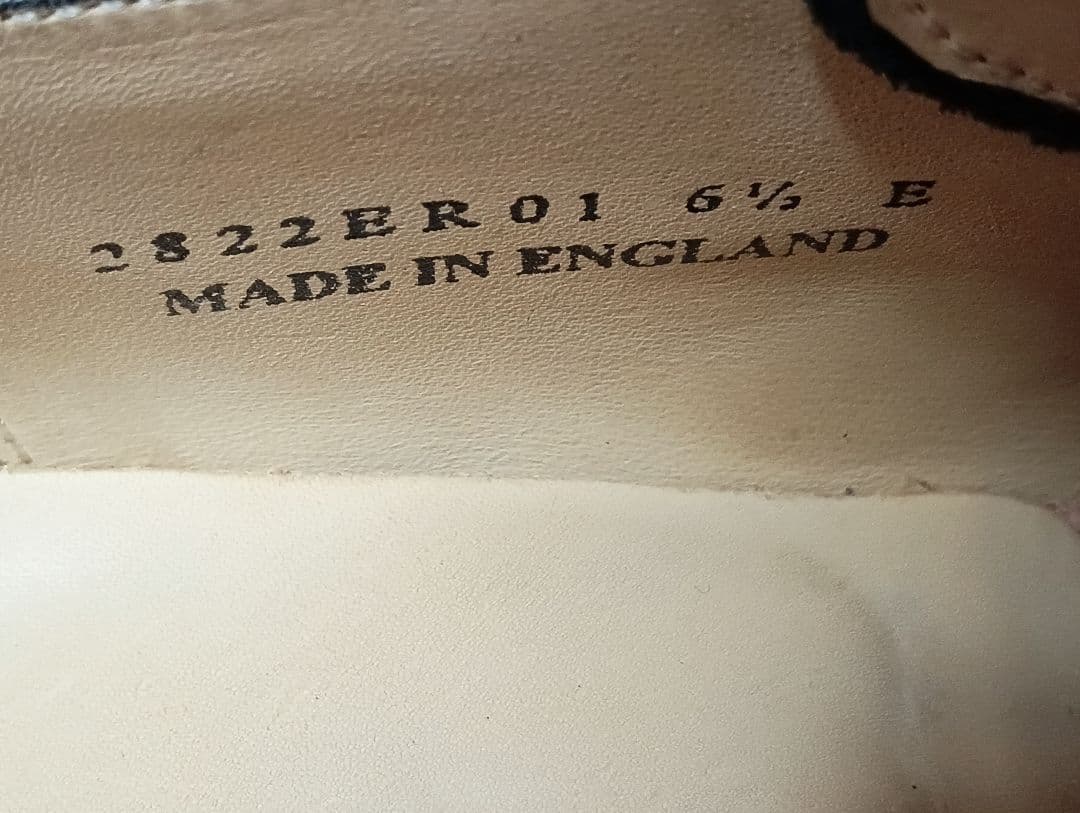 2822ER01 6½ E
MADE IN ENGLAND